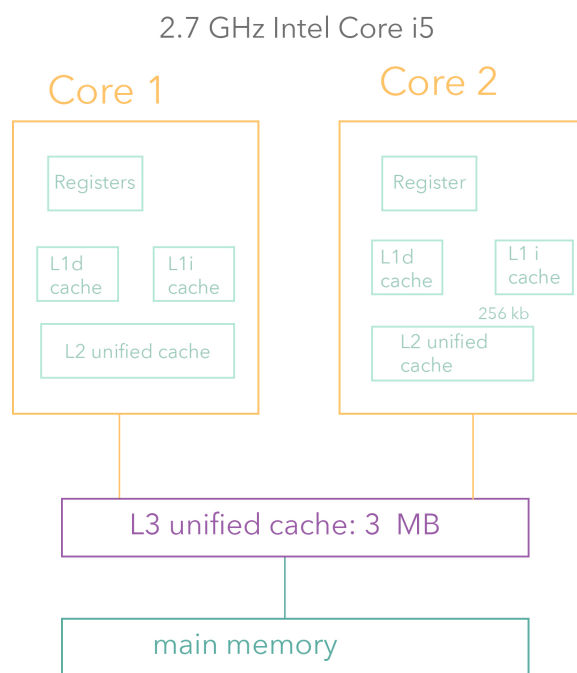 2.7 GHz Intel Core i5
Core 1
Core 2
Registers
L1d
cache
L1i
cache
L2 unified cache
Register
L1d
cache
L1 i
cache
256 kb
L2 unified
cache
L3 unified cache: 3 MB
main memory